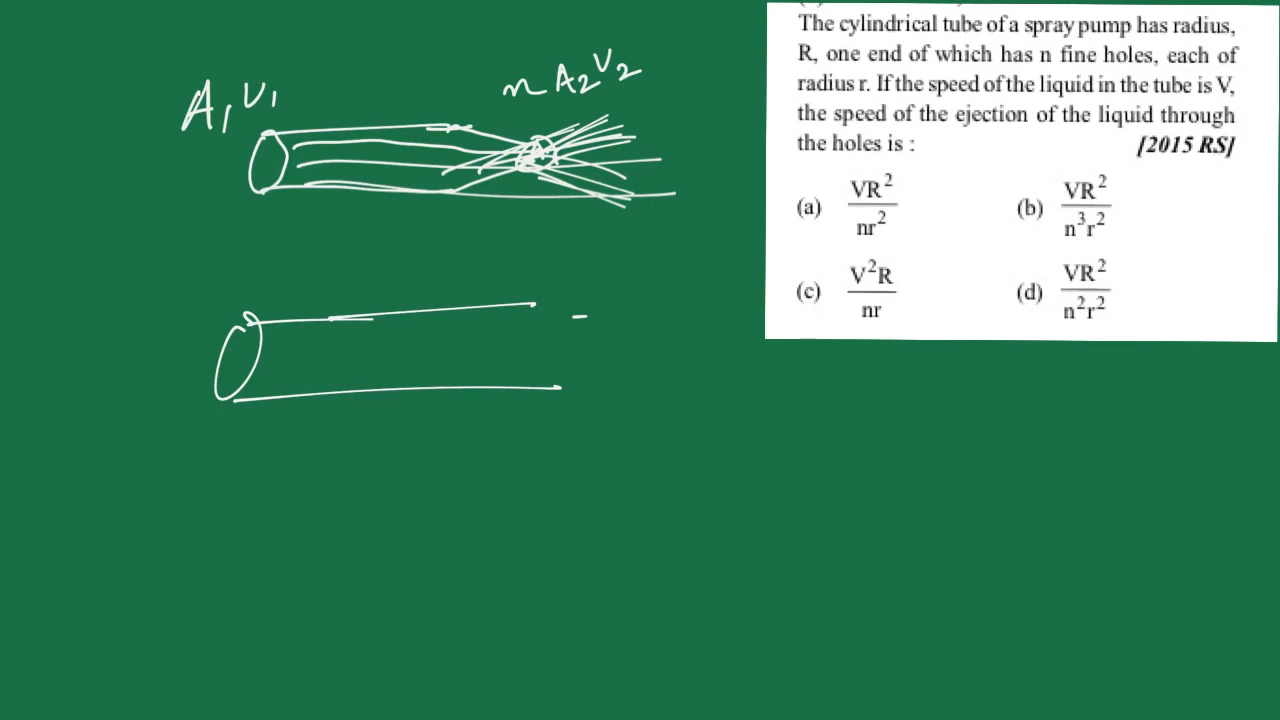 A₁ V₁
n A₂ V₂
The cylindrical tube of a spray pump has radius,
R, one end of which has n fine holes, each of
radius r. If the speed of the liquid in the tube is V,
the speed of the ejection of the liquid through
the holes is : [2015 RS]
(a) VR²/nr² (b) VR²/n³r²
(c) V²R/nr (d) VR²/n²r²